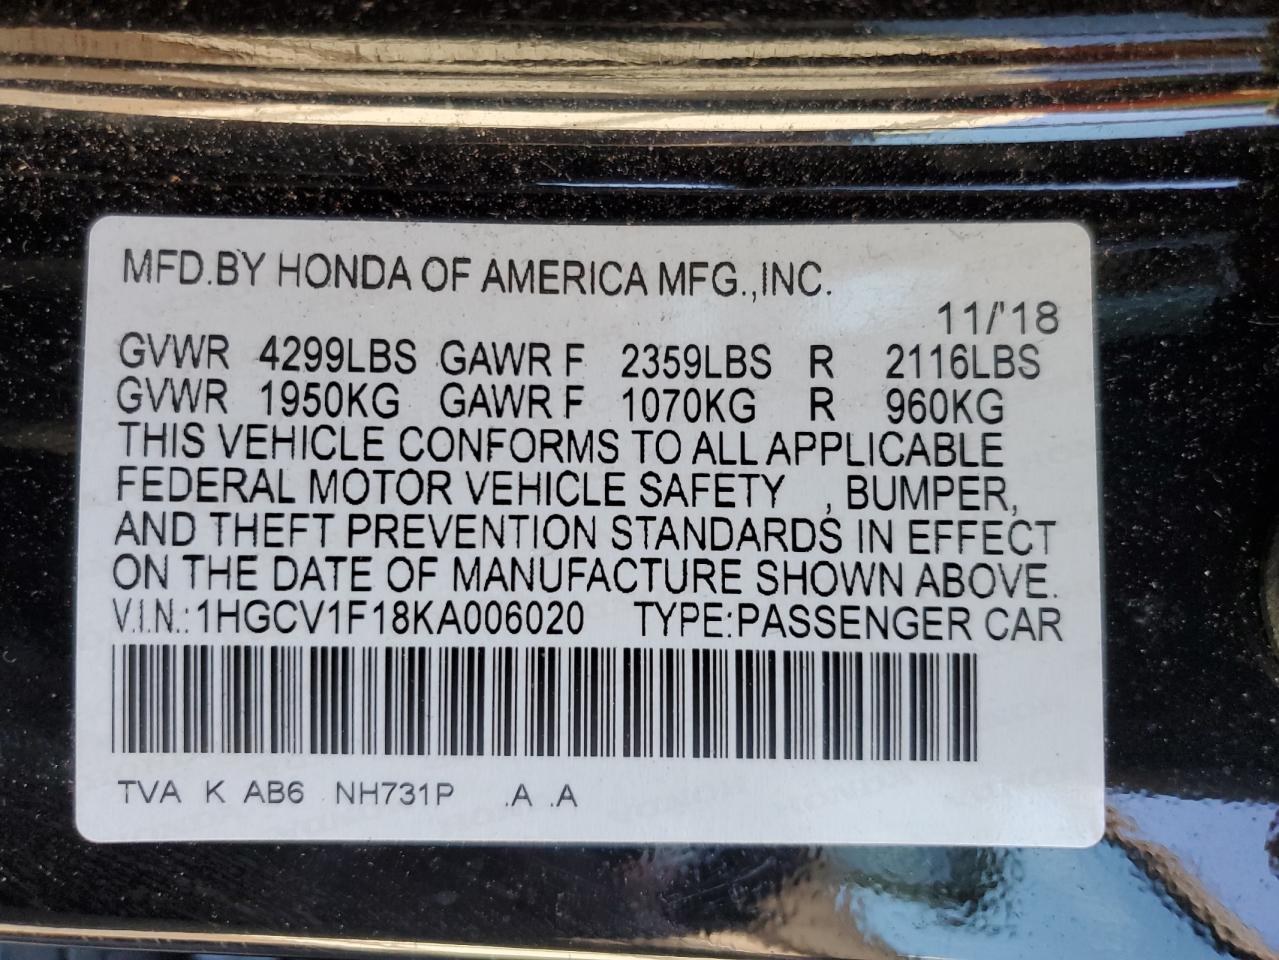 MFD.BY HONDA OF AMERICA MFG.,INC.
11/'18
GVWR 4299LBS GAWR F 2359LBS R 2116LBS
GVWR 1950KG GAWR F 1070KG R 960KG
THIS VEHICLE CONFORMS TO ALL APPLICABLE
FEDERAL MOTOR VEHICLE SAFETY , BUMPER,
AND THEFT PREVENTION STANDARDS IN EFFECT
ON THE DATE OF MANUFACTURE SHOWN ABOVE.
V.I.N.:1HGCV1F18KA006020 TYPE:PASSENGER CAR
TVA K AB6 NH731P .A .A